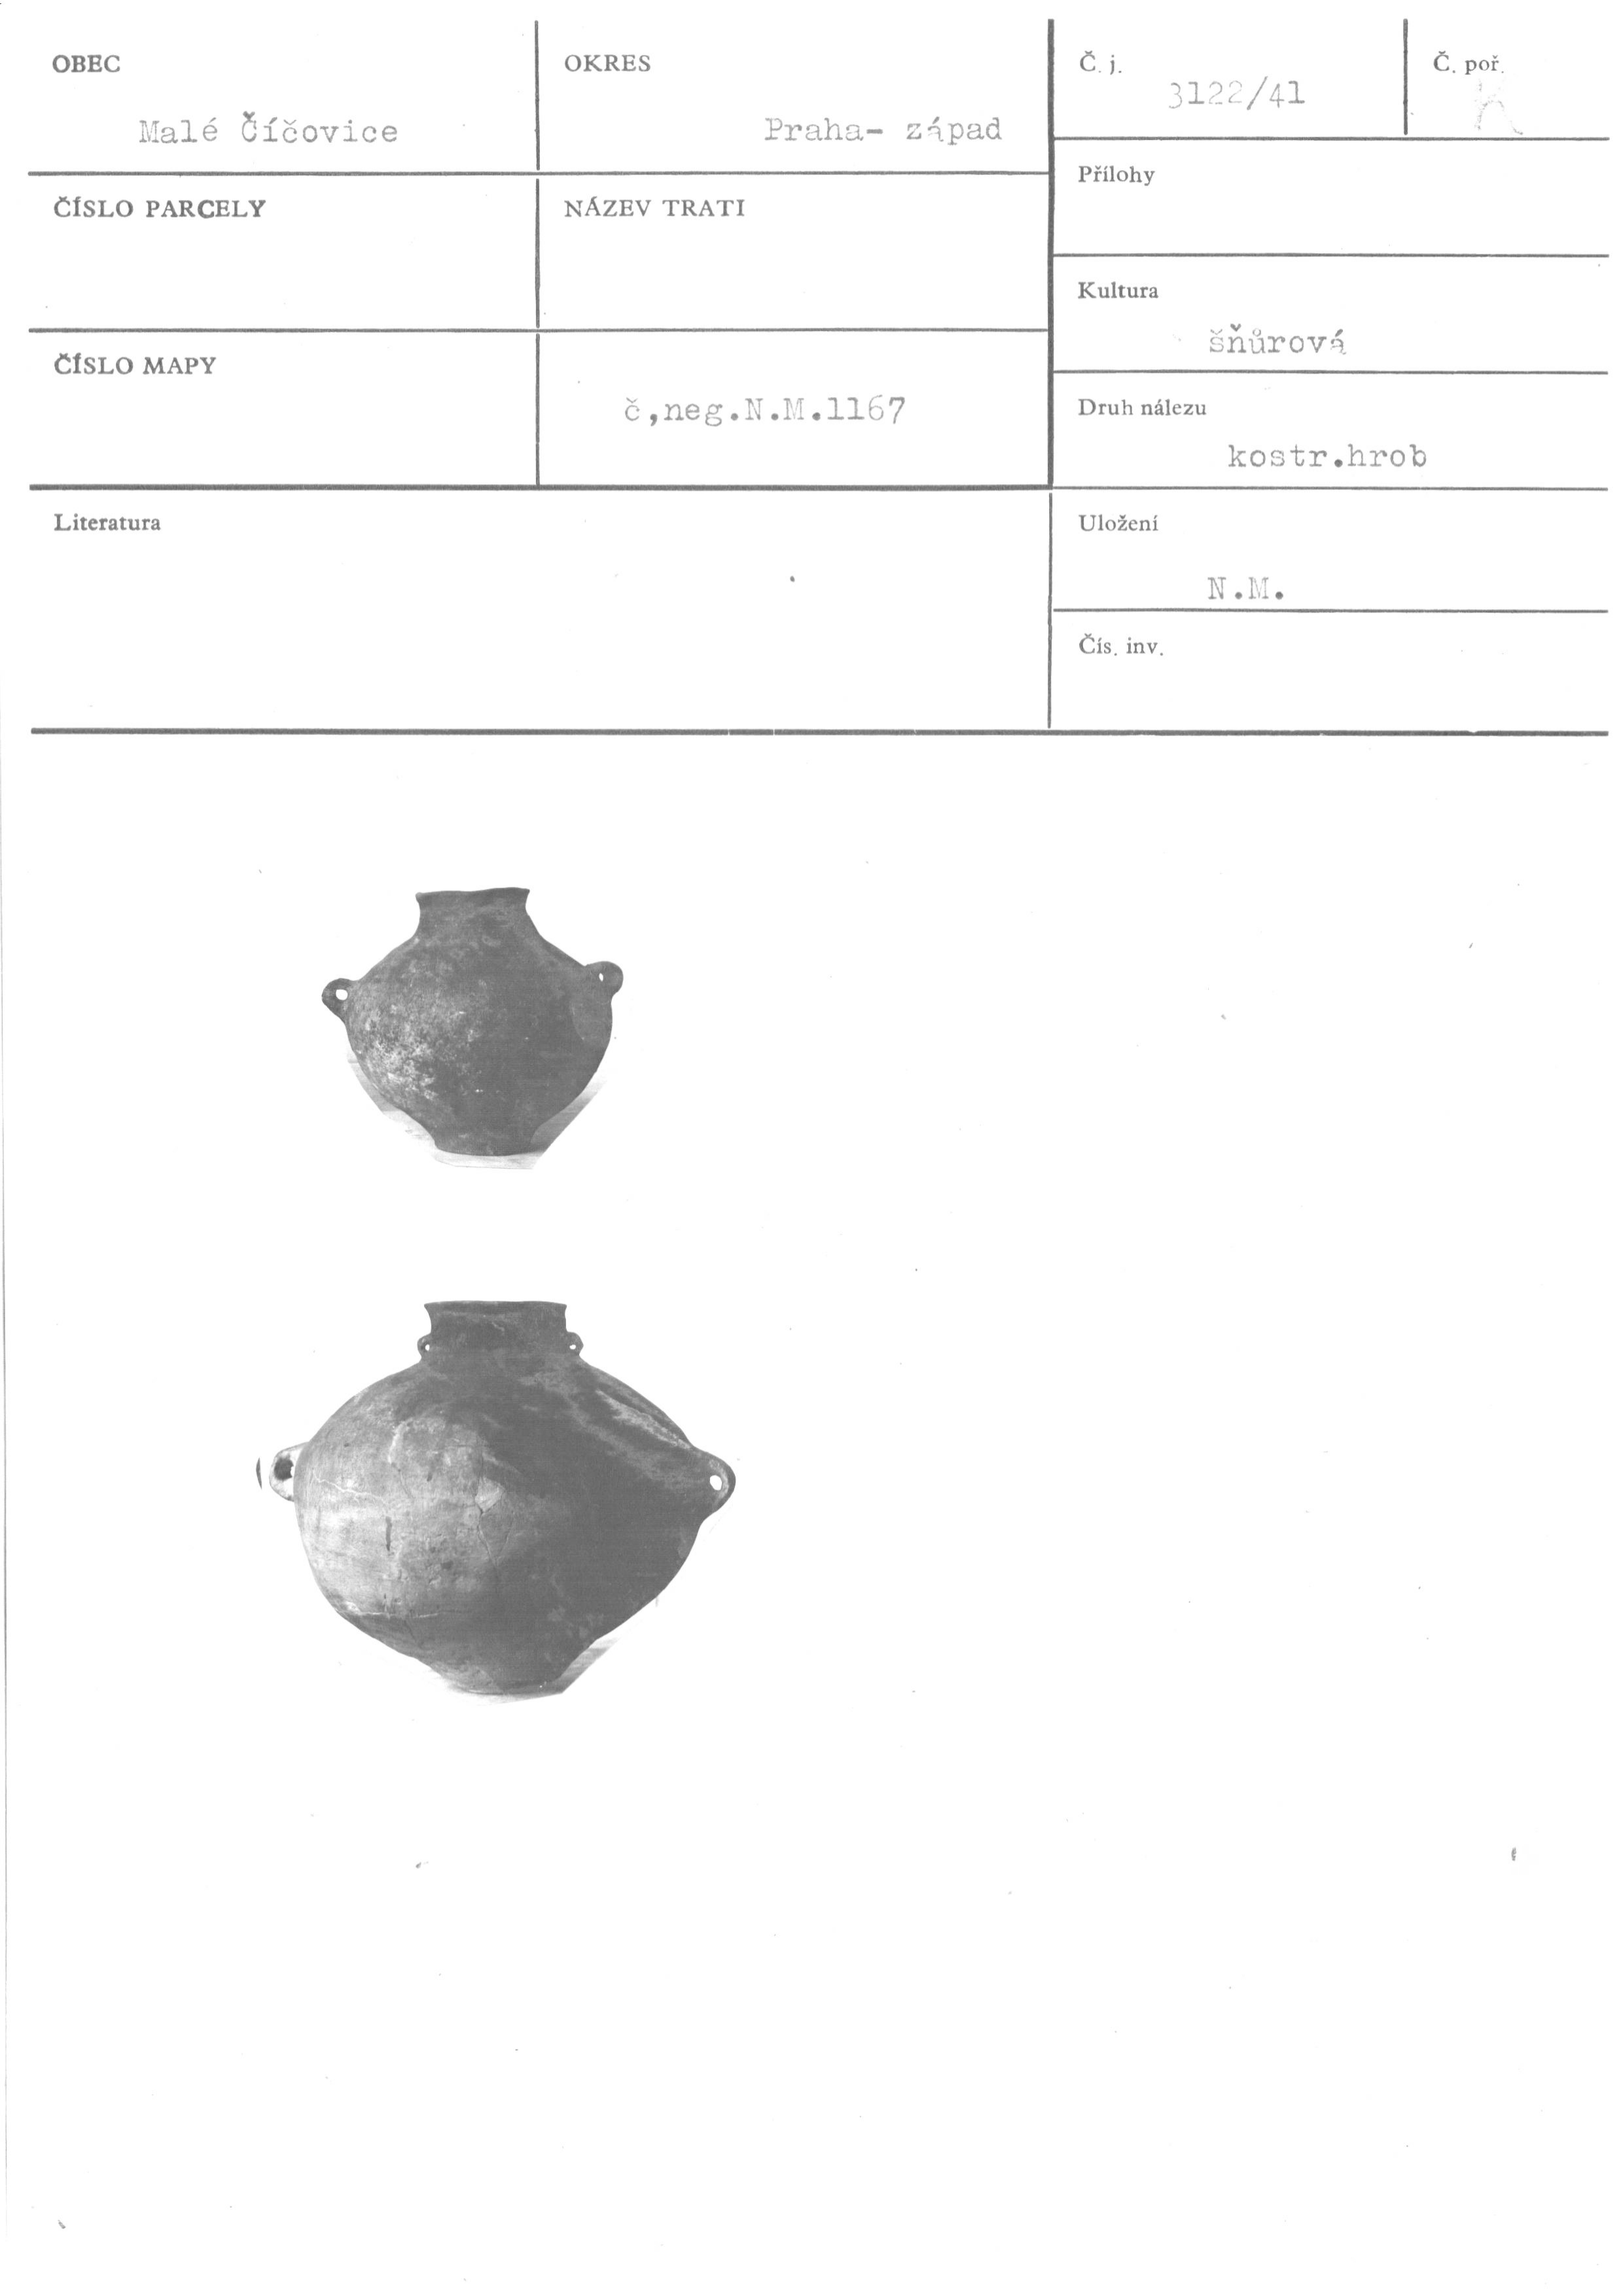 OBEC
Malé Číčovice
OKRES
Praha- západ
Č. j.
3122/41
Č. poř.
K
Přílohy
ČÍSLO PARCELY
NÁZEV TRATI
Kultura
šňůrová
ČÍSLO MAPY
č,neg.N.M.1167
Druh nálezu
kostr.hrob
Literatura
Uložení
N.M.
Čís. inv.